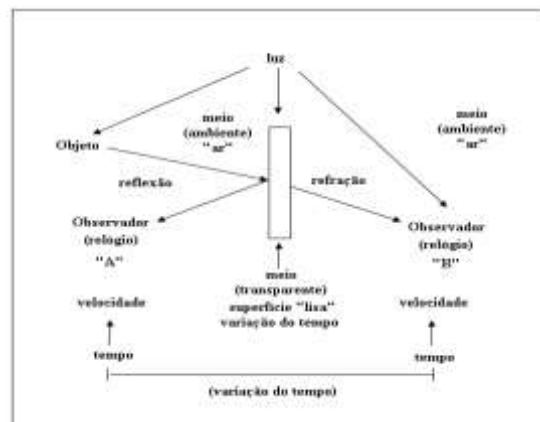 luz
meio
(ambiente)
"ar"
meio
(ambiente)
"ar"
Objeto
reflexão
refração
Observador
(relógio)
"A"
Observador
(relógio)
"B"
meio
(transparente)
superfície "lisa"
variação do tempo
velocidade
velocidade
tempo
tempo
(variação do tempo)